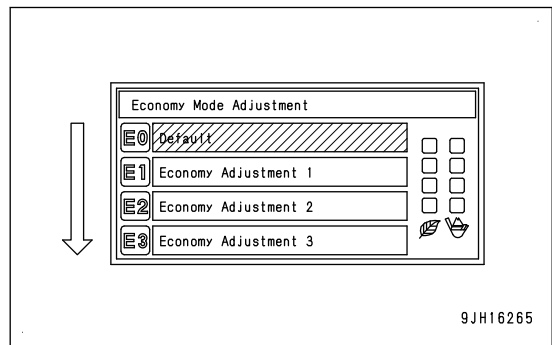 Economy Mode Adjustment
E0 Default
E1 Economy Adjustment 1
E2 Economy Adjustment 2
E3 Economy Adjustment 3
9JH16265